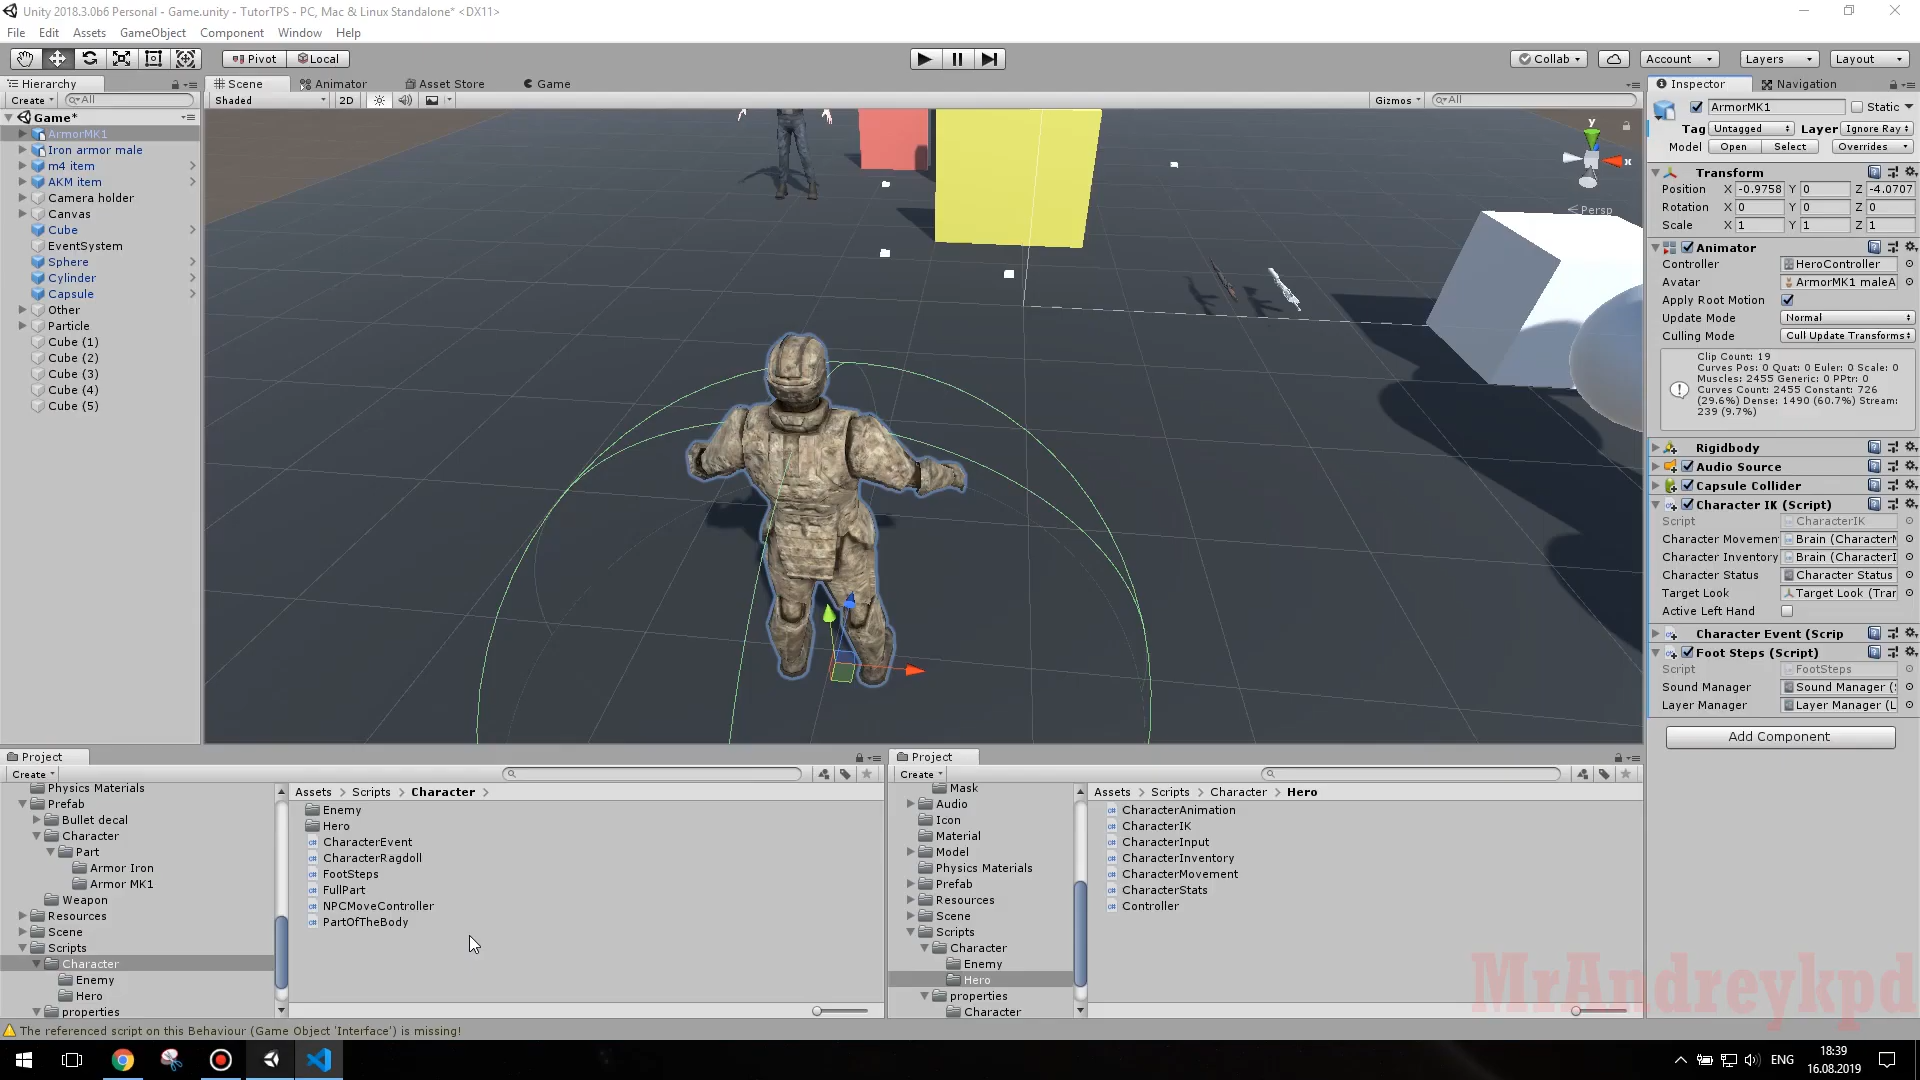 Unity 2018.3.0b6 Personal - Game.unity - TutorTPS - PC, Mac & Linux Standalone* <DX11>
File Edit Assets GameObject Component Window Help
Pivot Local Collab Account Layers Layout
Hierarchy
Create All
Game*
ArmorMK1
Iron armor male
m4 item
AKM item
Camera holder
Canvas
Cube
EventSystem
Sphere
Cylinder
Capsule
Other
Particle
Cube (1)
Cube (2)
Cube (3)
Cube (4)
Cube (5)
Scene Animator Asset Store Game
Shaded 2D Gizmos All
y
x
Persp
Inspector Navigation
ArmorMK1 Static
Tag Untagged Layer Ignore Ray
Model Open Select Overrides
Transform
Position X -0.9758 Y 0 Z -4.0707
Rotation X 0 Y 0 Z 0
Scale X 1 Y 1 Z 1
Animator
Controller HeroController
Avatar ArmorMK1 maleA
Apply Root Motion
Update Mode Normal
Culling Mode Cull Update Transforms
Clip Count: 19
Curves Pos: 0 Quat: 0 Euler: 0 Scale: 0
Muscles: 2455 Generic: 0 PPtr: 0
Curves Count: 2455 Constant: 726
(29.6%) Dense: 1490 (60.7%) Stream:
239 (9.7%)
Rigidbody
Audio Source
Capsule Collider
Character IK (Script)
Script CharacterIK
Character Movemen Brain (CharacterM
Character Inventory Brain (CharacterI
Character Status Character Status
Target Look Target Look (Tran
Active Left Hand
Character Event (Scrip
Foot Steps (Script)
Script FootSteps
Sound Manager Sound Manager (
Layer Manager Layer Manager (L
Add Component
Project
Create
Physics Materials
Prefab
Bullet decal
Character
Part
Armor Iron
Armor MK1
Weapon
Resources
Scene
Scripts
Character
Enemy
Hero
properties
Assets > Scripts > Character >
Enemy
Hero
CharacterEvent
CharacterRagdoll
FootSteps
FullPart
NPCMoveController
PartOfTheBody
Project
Create
Mask
Audio
Icon
Material
Model
Physics Materials
Prefab
Resources
Scene
Scripts
Character
Enemy
Hero
properties
Character
Assets > Scripts > Character > Hero
CharacterAnimation
CharacterIK
CharacterInput
CharacterInventory
CharacterMovement
CharacterStats
Controller
MrAndreykpd
The referenced script on this Behaviour (Game Object 'Interface') is missing!
ENG
18:39
16.08.2019